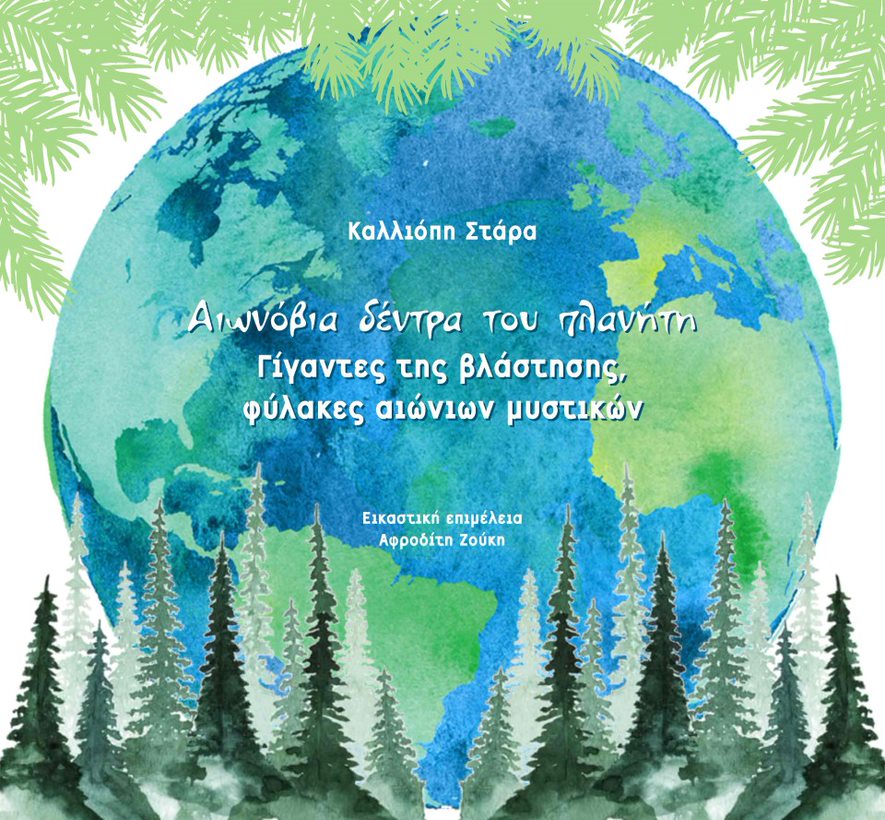 Καλλιόπη Στάρα
Αιωνόβια δέντρα του πλανήτη
Γίγαντες της βλάστησης,
φύλακες αιώνιων μυστικών
Εικαστική επιμέλεια
Αφροδίτη Ζούκη